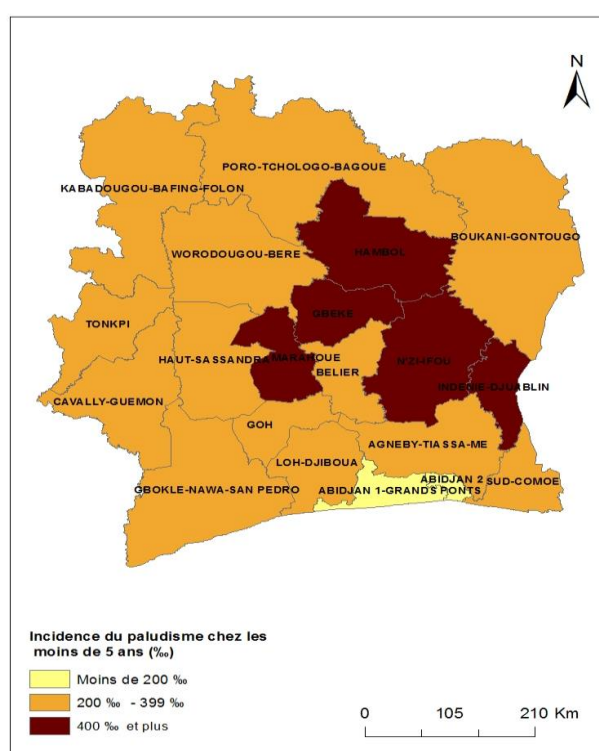 N
PORO-TCHOLOGO-BAGOUE
KABADOUGOU-BAFING-FOLON
BOUKANI-GONTOUGO
WORODOUGOU-BERE
HAMBOL
GBEKE
TONKPI
HAUT-SASSANDRA
MARAHOUE
N'ZI-IFOU
BELIER
INDENIE-DJUABLIN
CAVALLY-GUEMON
GOH
AGNEBY-TIASSA-ME
LOH-DJIBOUA
ABIDJAN 2
SUD-COMOE
GBOKLE-NAWA-SAN PEDRO
ABIDJAN 1-GRANDS PONTS
Incidence du paludisme chez les
moins de 5 ans (‰)
Moins de 200 ‰
200 ‰ - 399 ‰
400 ‰ et plus
0 105 210 Km